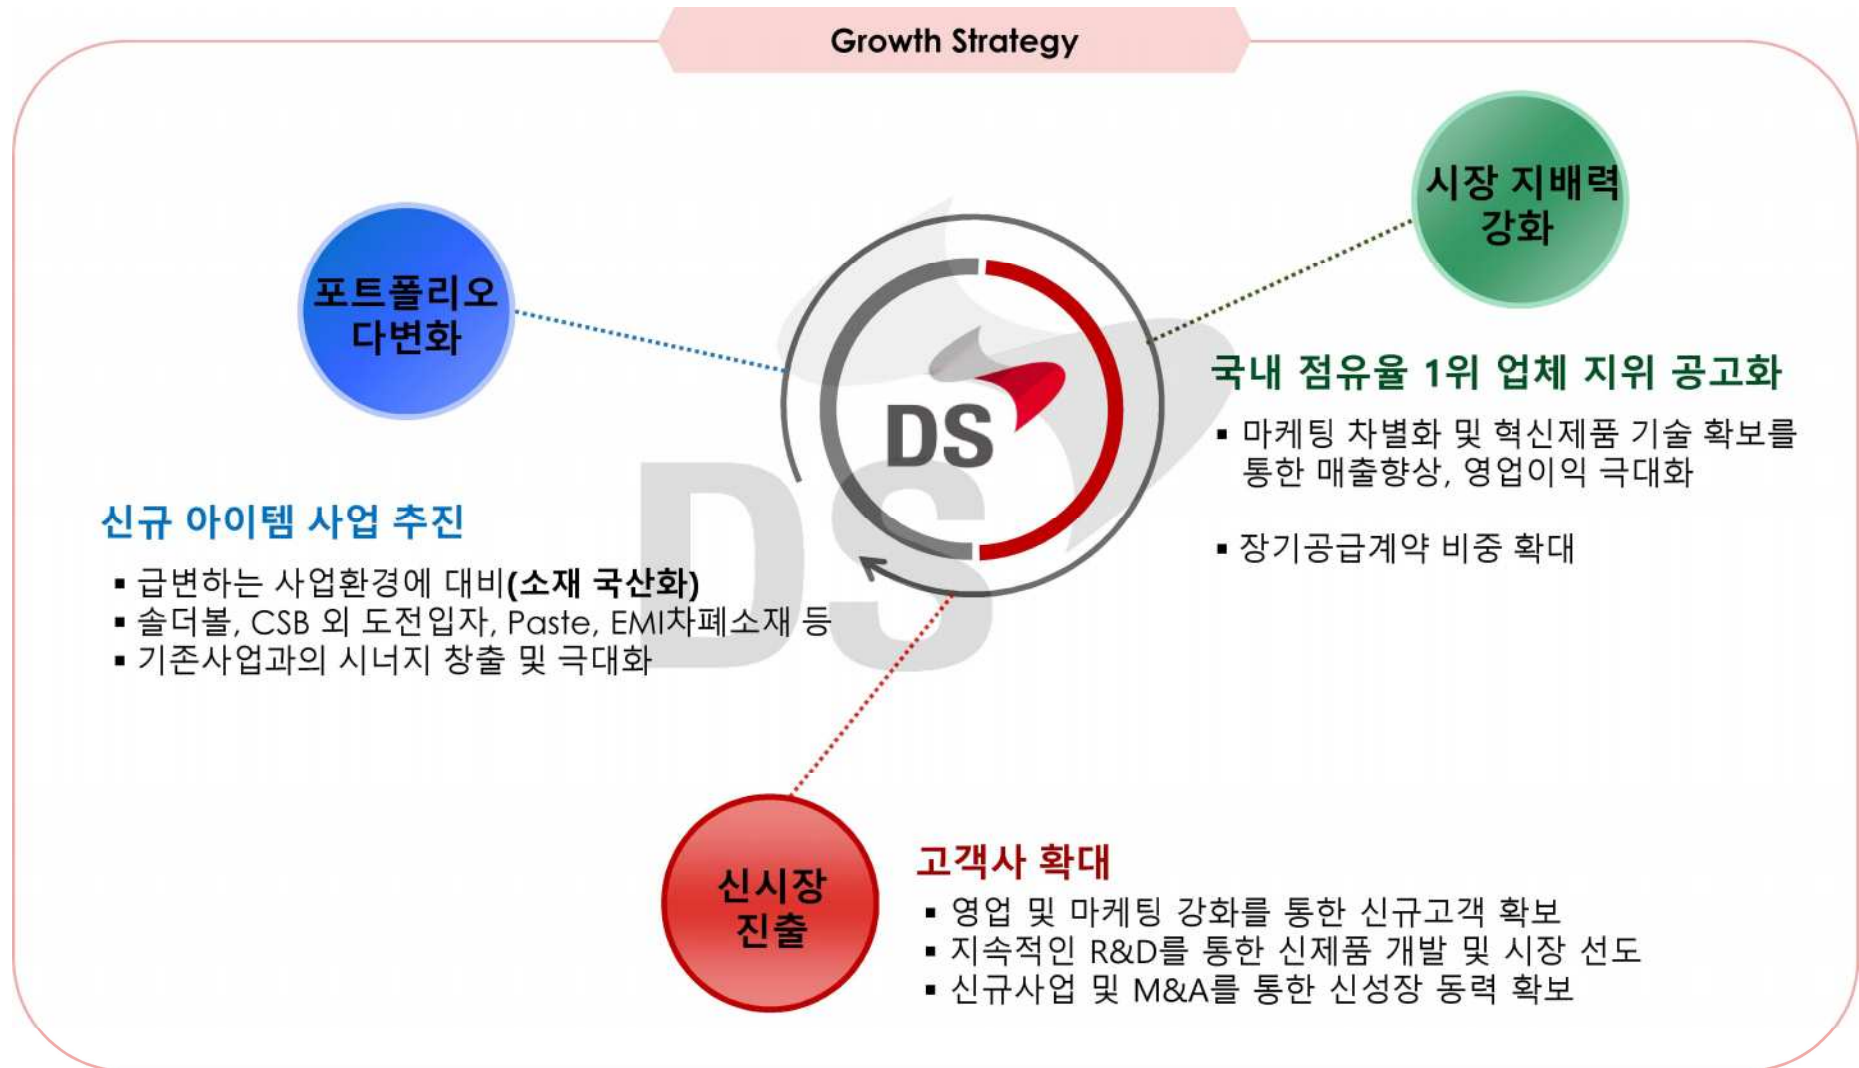 Growth Strategy
시장 지배력
강화
포트폴리오
다변화
DS
국내 점유율 1위 업체 지위 공고화
▪ 마케팅 차별화 및 혁신제품 기술 확보를
통한 매출향상, 영업이익 극대화
▪ 장기공급계약 비중 확대
신규 아이템 사업 추진
▪ 급변하는 사업환경에 대비(소재 국산화)
▪ 솔더볼, CSB 외 도전입자, Paste, EMI차폐소재 등
▪ 기존사업과의 시너지 창출 및 극대화
DS
신시장
진출
고객사 확대
▪ 영업 및 마케팅 강화를 통한 신규고객 확보
▪ 지속적인 R&D를 통한 신제품 개발 및 시장 선도
▪ 신규사업 및 M&A를 통한 신성장 동력 확보